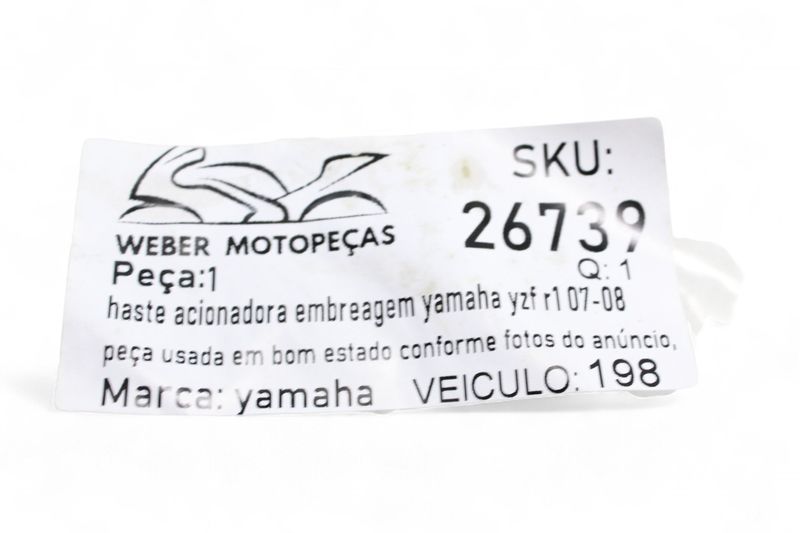 SKU:
26739
WEBER MOTOPEÇAS
Q: 1
Peça:1
haste acionadora embreagem yamaha yzf r1 07-08
peça usada em bom estado conforme fotos do anúncio,
Marca: yamaha VEICULO: 198